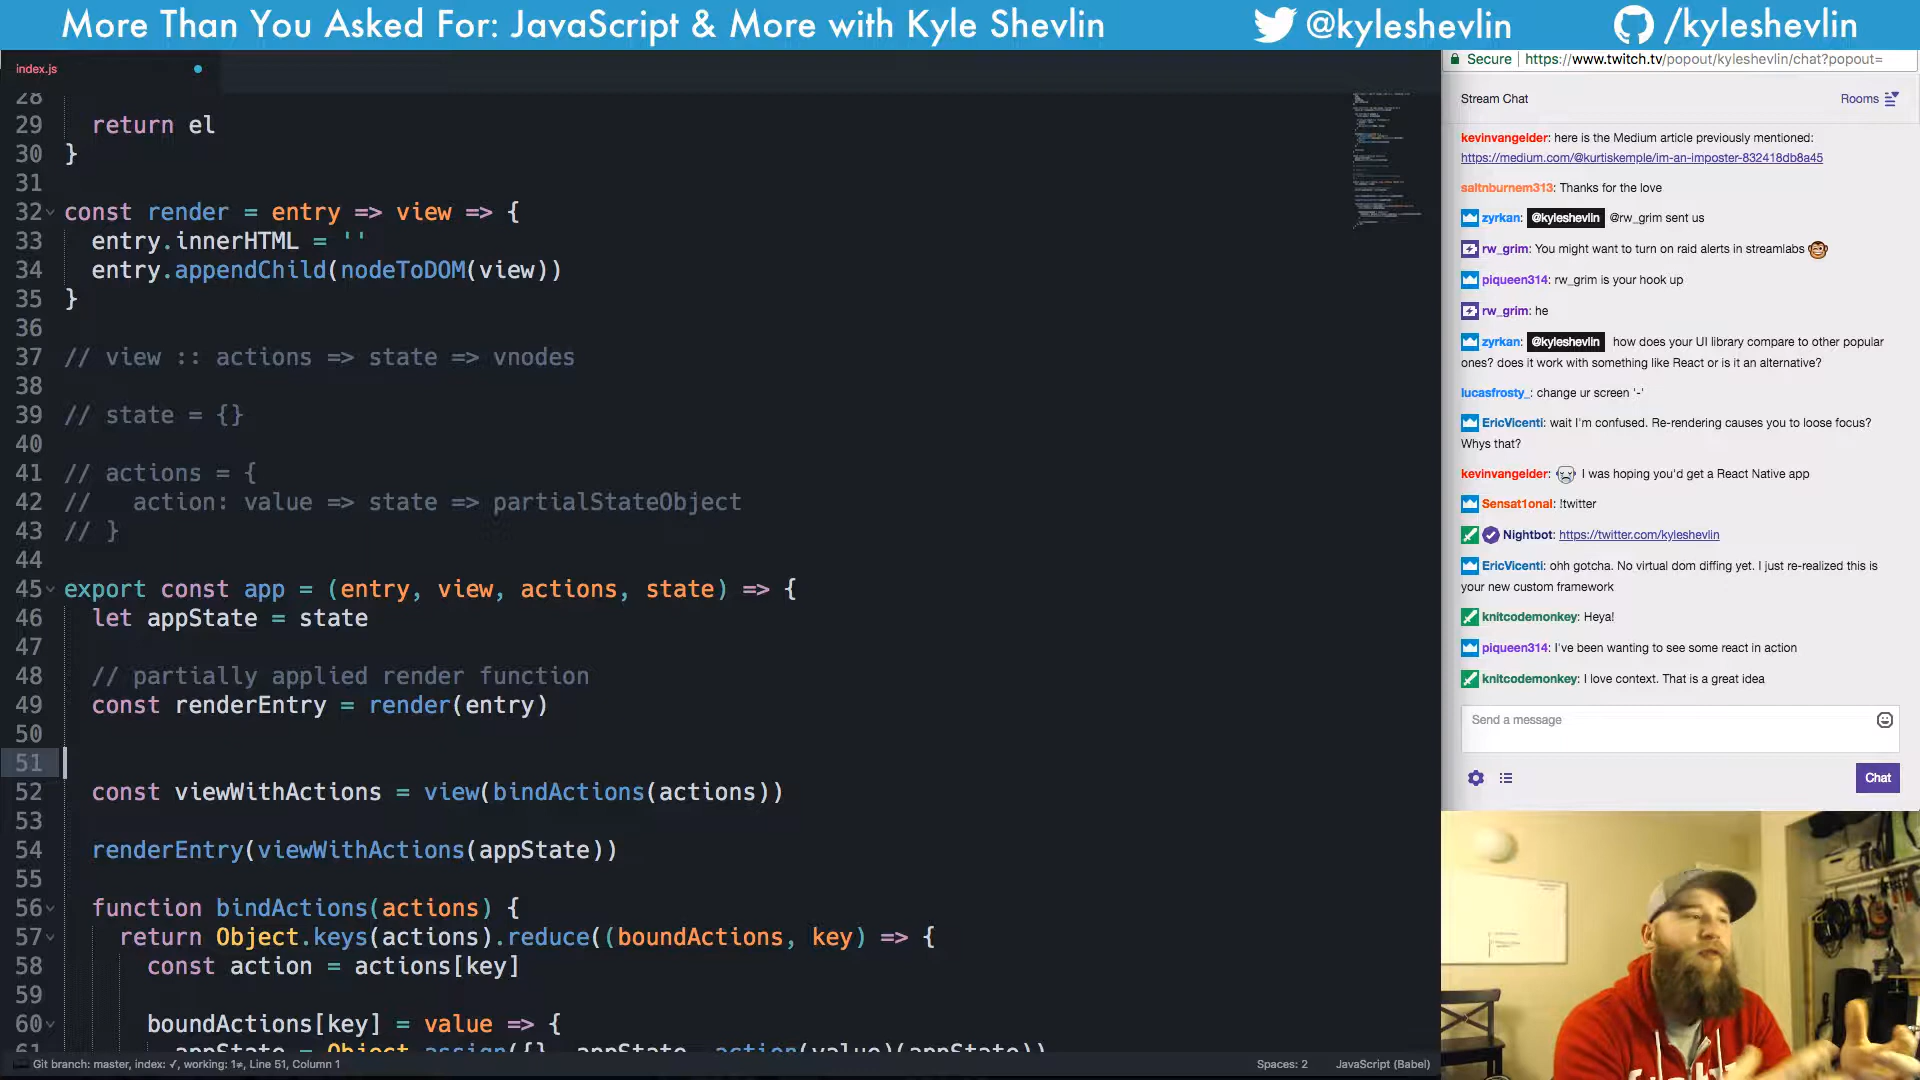 More Than You Asked For: JavaScript & More with Kyle Shevlin
@kyleshevlin
/kyleshevlin
index.js
28
29 return el
30 }
31
32 const render = entry => view => {
33 entry.innerHTML = ''
34 entry.appendChild(nodeToDOM(view))
35 }
36
37 // view :: actions => state => vnodes
38
39 // state = {}
40
41 // actions = {
42 // action: value => state => partialStateObject
43 // }
44
45 export const app = (entry, view, actions, state) => {
46 let appState = state
47
48 // partially applied render function
49 const renderEntry = render(entry)
50
51
52 const viewWithActions = view(bindActions(actions))
53
54 renderEntry(viewWithActions(appState))
55
56 function bindActions(actions) {
57 return Object.keys(actions).reduce((boundActions, key) => {
58 const action = actions[key]
59
60 boundActions[key] = value => {
61 appState = Object.assign({}, appState, action(value)(appState))
Git branch: master, index: ✓, working: 1≠, Line 51, Column 1
Spaces: 2
JavaScript (Babel)
Secure
https://www.twitch.tv/popout/kyleshevlin/chat?popout=
Stream Chat
Rooms
kevinvangelder: here is the Medium article previously mentioned:
https://medium.com/@kurtiskemple/im-an-imposter-832418db8a45
saltnburnem313: Thanks for the love
zyrkan: @kyleshevlin @rw_grim sent us
rw_grim: You might want to turn on raid alerts in streamlabs
piqueen314: rw_grim is your hook up
rw_grim: he
zyrkan: @kyleshevlin how does your UI library compare to other popular
ones? does it work with something like React or is it an alternative?
lucasfrosty_: change ur screen '-'
EricVicenti: wait I'm confused. Re-rendering causes you to loose focus?
Whys that?
kevinvangelder: I was hoping you'd get a React Native app
Sensat1onal: !twitter
Nightbot: https://twitter.com/kyleshevlin
EricVicenti: ohh gotcha. No virtual dom diffing yet. I just re-realized this is
your new custom framework
knitcodemonkey: Heya!
piqueen314: I've been wanting to see some react in action
knitcodemonkey: I love context. That is a great idea
Send a message
Chat